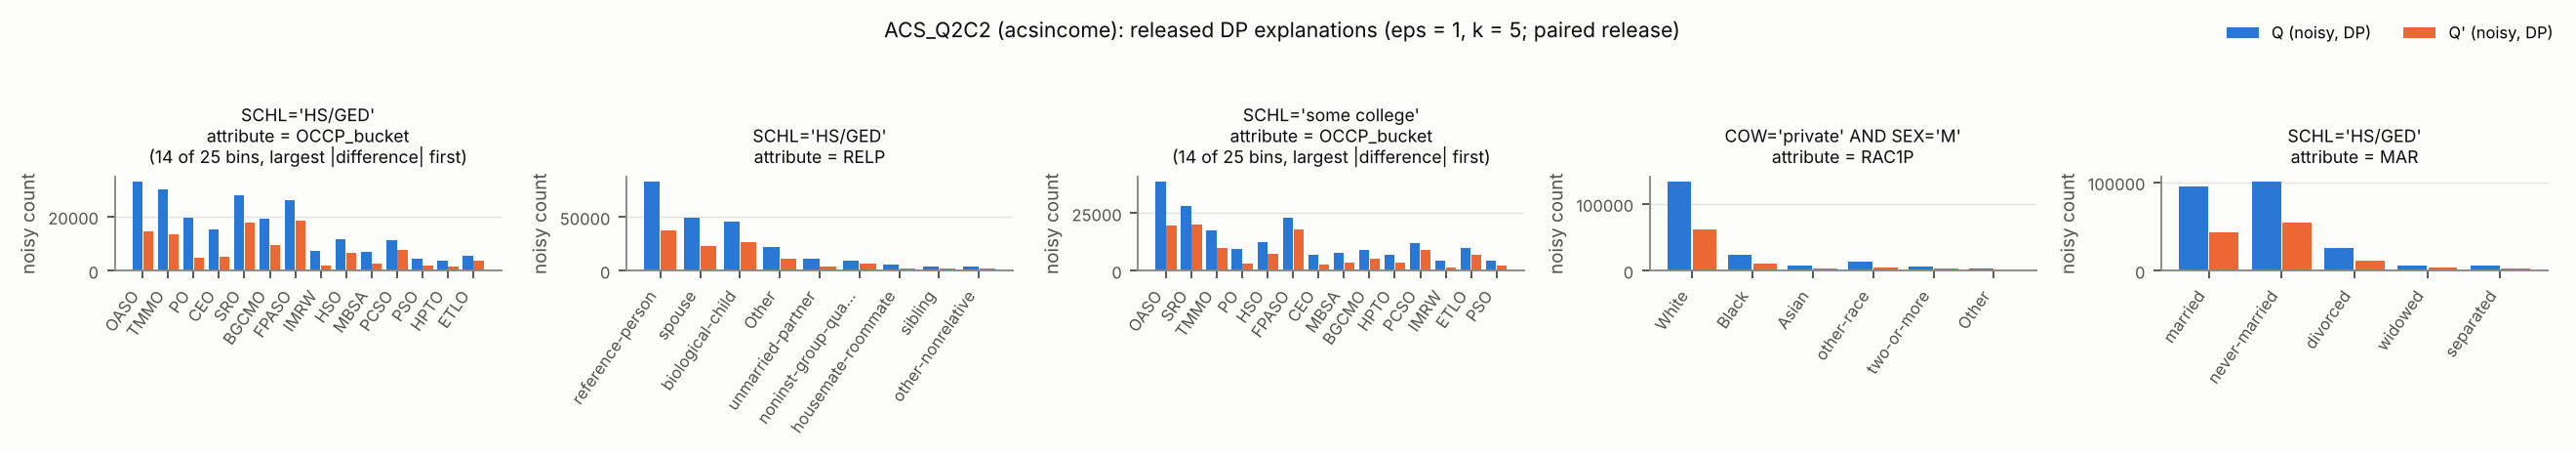 ACS_Q2C2 (acsincome): released DP explanations (eps = 1, k = 5; paired release)
Q (noisy, DP)
Q' (noisy, DP)
SCHL='HS/GED'
attribute = OCCP_bucket
(14 of 25 bins, largest |difference| first)
noisy count
20000
0
OASO
TMMO
PO
CEO
SRO
BGCMO
FPASO
IMRW
HSO
MBSA
PCSO
PSO
HPTO
ETLO
SCHL='HS/GED'
attribute = RELP
noisy count
50000
0
reference-person
spouse
biological-child
Other
unmarried-partner
noninst-group-qua...
housemate-roommate
sibling
other-nonrelative
SCHL='some college'
attribute = OCCP_bucket
(14 of 25 bins, largest |difference| first)
noisy count
25000
0
OASO
SRO
TMMO
PO
HSO
FPASO
CEO
MBSA
BGCMO
HPTO
PCSO
IMRW
ETLO
PSO
COW='private' AND SEX='M'
attribute = RAC1P
noisy count
100000
0
White
Black
Asian
other-race
two-or-more
Other
SCHL='HS/GED'
attribute = MAR
noisy count
100000
0
married
never-married
divorced
widowed
separated